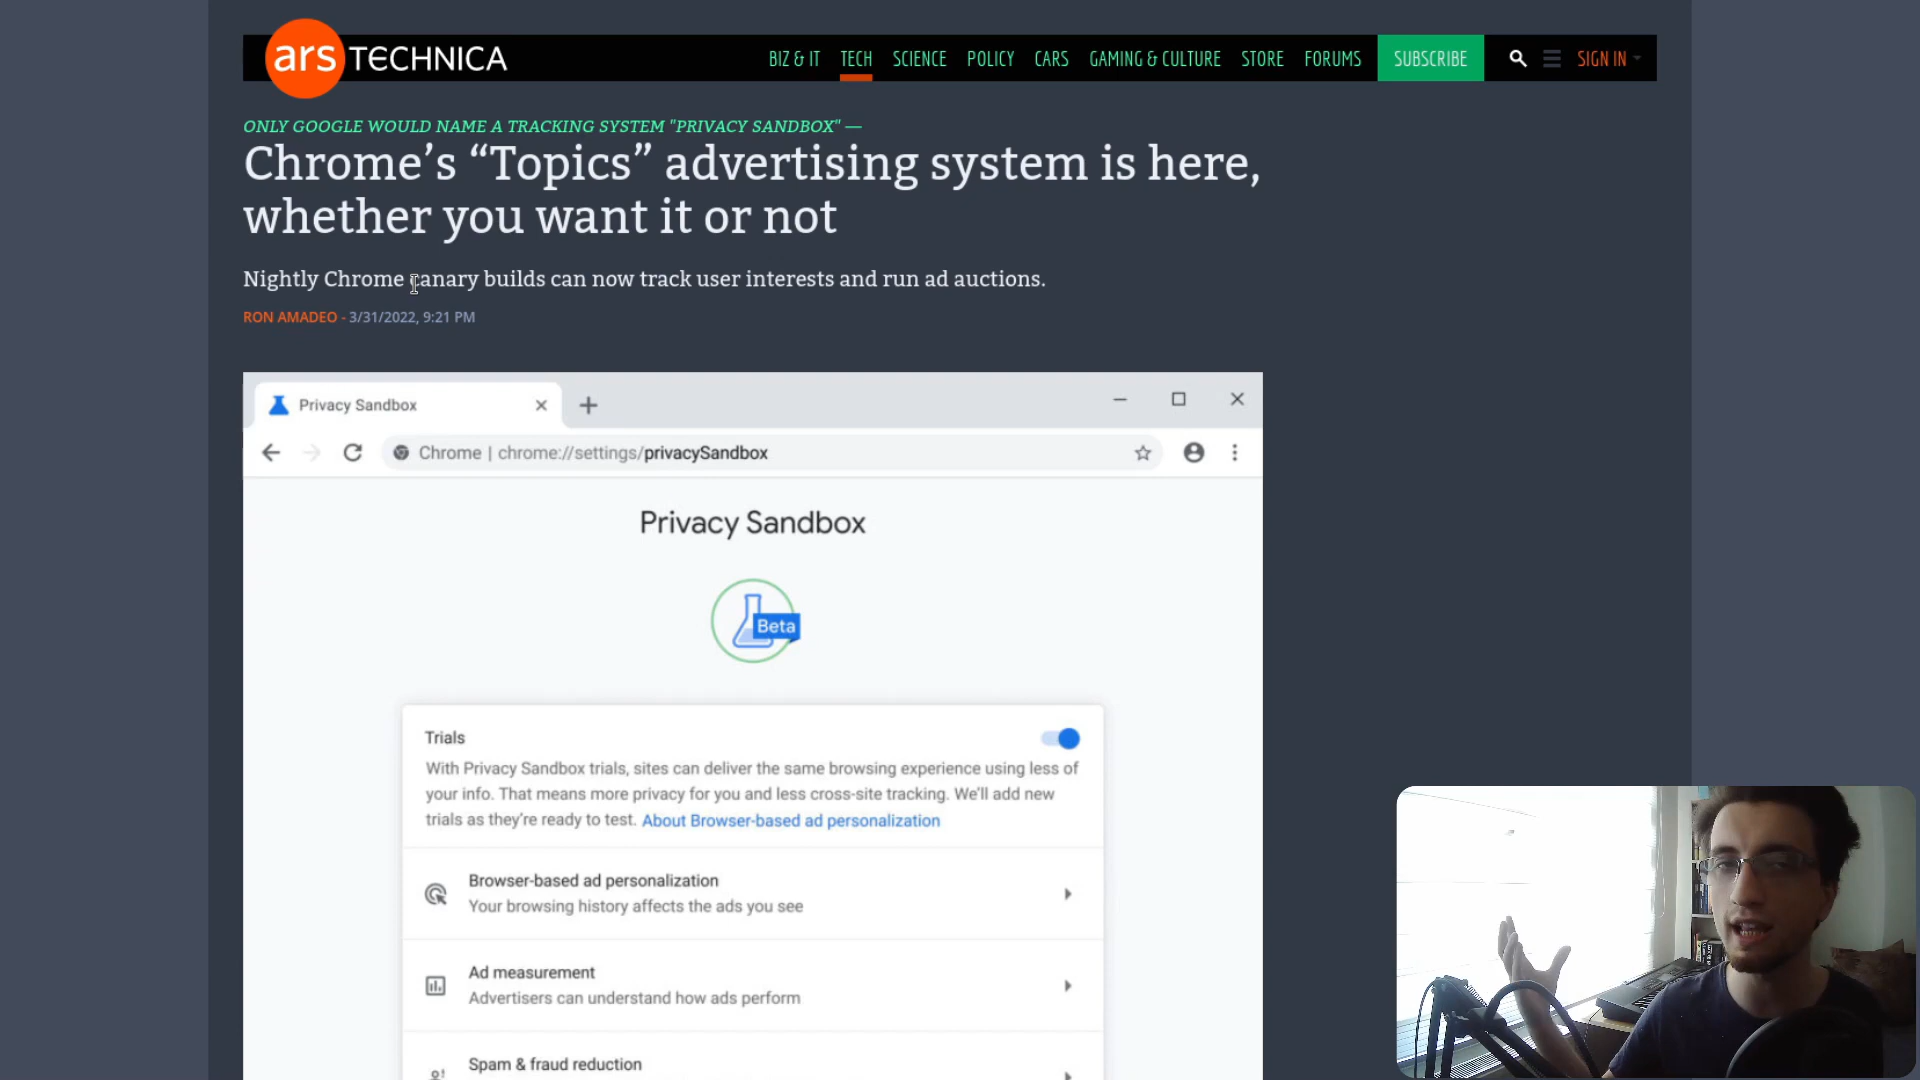 ars TECHNICA
BIZ & IT TECH SCIENCE POLICY CARS GAMING & CULTURE STORE FORUMS SUBSCRIBE SIGN IN
ONLY GOOGLE WOULD NAME A TRACKING SYSTEM "PRIVACY SANDBOX" —
Chrome’s “Topics” advertising system is here,
whether you want it or not
Nightly Chrome canary builds can now track user interests and run ad auctions.
RON AMADEO - 3/31/2022, 9:21 PM
Privacy Sandbox
Chrome | chrome://settings/privacySandbox
Privacy Sandbox
Beta
Trials
With Privacy Sandbox trials, sites can deliver the same browsing experience using less of
your info. That means more privacy for you and less cross-site tracking. We’ll add new
trials as they’re ready to test. About Browser-based ad personalization
Browser-based ad personalization
Your browsing history affects the ads you see
Ad measurement
Advertisers can understand how ads perform
Spam & fraud reduction